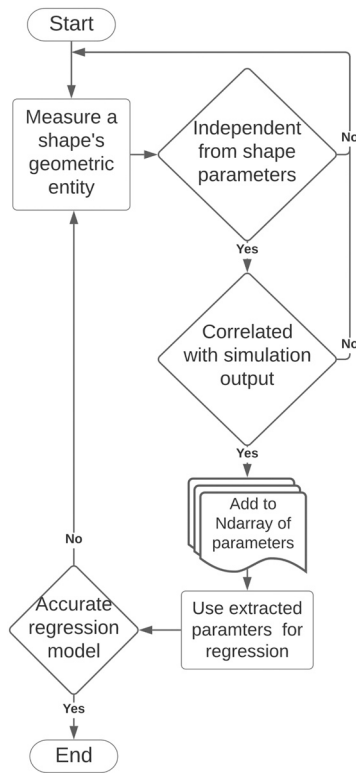 Start
Measure a
shape's
geometric
entity
Independent
from shape
parameters
No
Yes
Correlated
with simulation
output
No
Yes
Add to
Ndarray of
parameters
Use extracted
paramters for
regression
Accurate
regression
model
No
Yes
End